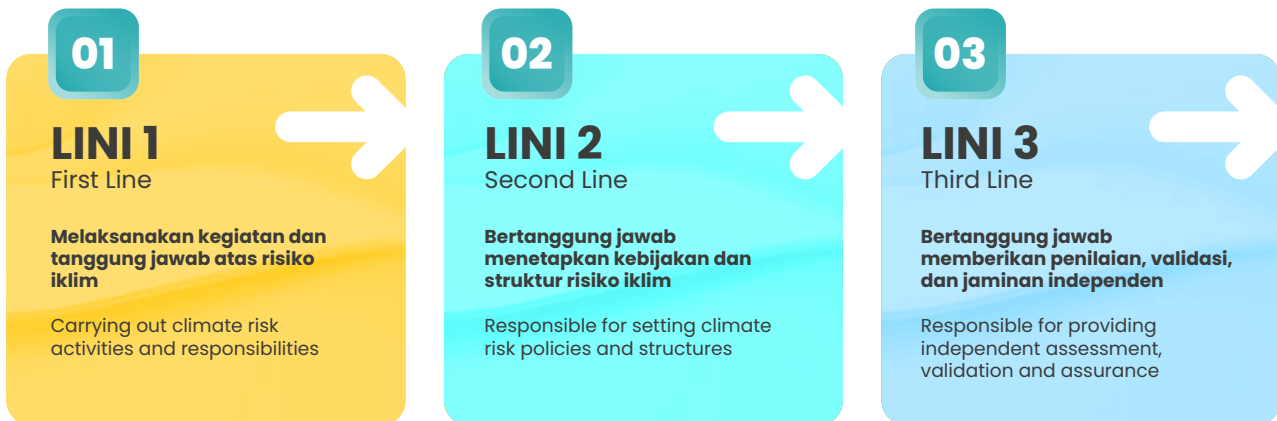 01
LINI 1
First Line
Melaksanakan kegiatan dan
tanggung jawab atas risiko
iklim
Carrying out climate risk
activities and responsibilities
02
LINI 2
Second Line
Bertanggung jawab
menetapkan kebijakan dan
struktur risiko iklim
Responsible for setting climate
risk policies and structures
03
LINI 3
Third Line
Bertanggung jawab
memberikan penilaian, validasi,
dan jaminan independen
Responsible for providing
independent assessment,
validation and assurance